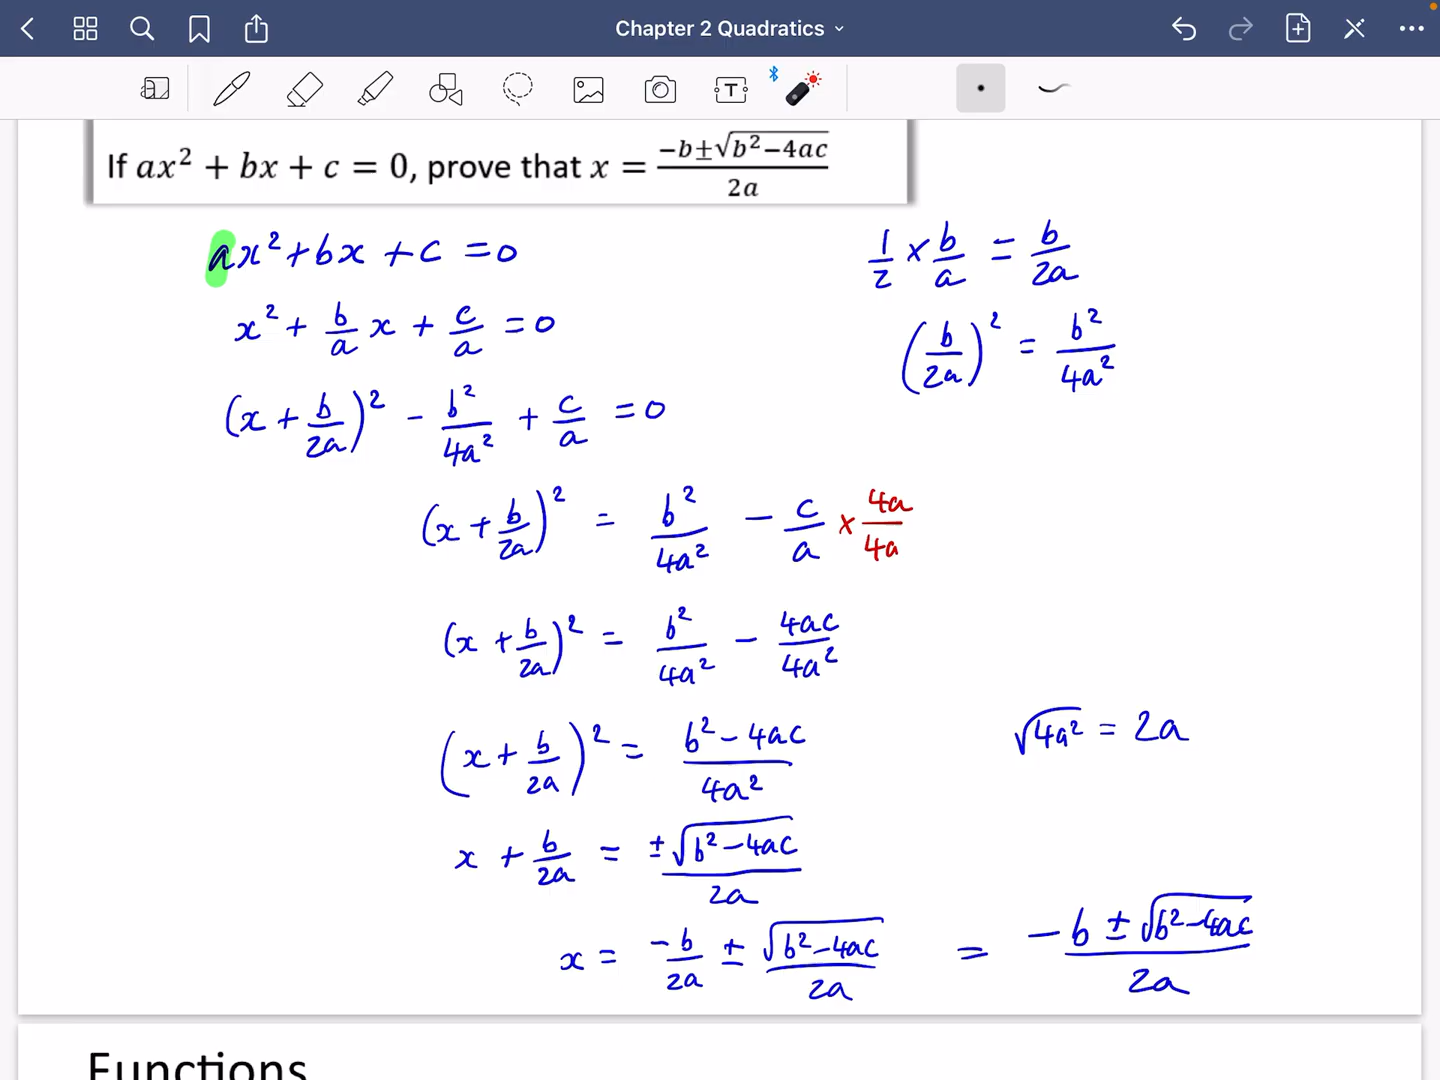 Chapter 2 Quadratics
T
If ax² + bx + c = 0, prove that x = (-b±√(b²-4ac))/(2a)
ax² + bx + c = 0
x² + b/a x + c/a = 0
(x + b/2a)² - b²/4a² + c/a = 0
(x + b/2a)² = b²/4a² - c/a × 4a/4a
(x + b/2a)² = b²/4a² - 4ac/4a²
(x + b/2a)² = (b² - 4ac)/4a²
x + b/2a = ±√(b² - 4ac)/2a
x = -b/2a ± √(b² - 4ac)/2a = (-b ± √(b² - 4ac))/2a
1/2 × b/a = b/2a
(b/2a)² = b²/4a²
√4a² = 2a
Functions